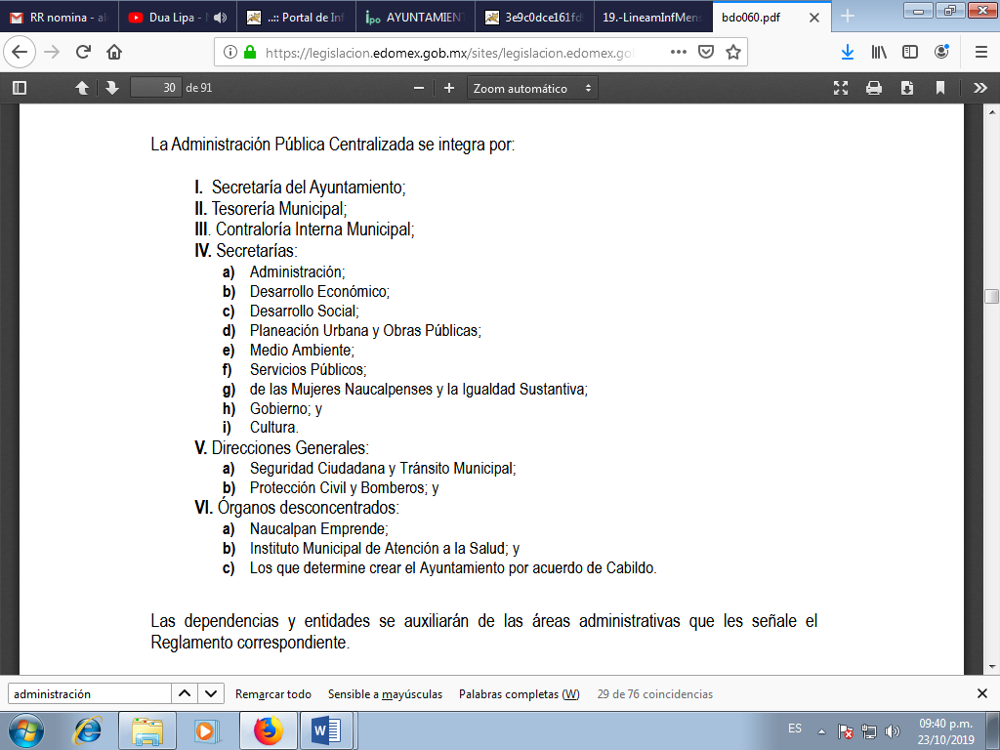 RR nomina - al
Dua Lipa -
..:: Portal de Inf
ipo AYUNTAMIEN
3e9c0dce161fd
19.-LineamInfMens
bdo060.pdf
https://legislacion.edomex.gob.mx/sites/legislacion.edomex.go
30 de 91
Zoom automático
La Administración Pública Centralizada se integra por:
I. Secretaría del Ayuntamiento;
II. Tesorería Municipal;
III. Contraloría Interna Municipal;
IV. Secretarías:
a) Administración;
b) Desarrollo Económico;
c) Desarrollo Social;
d) Planeación Urbana y Obras Públicas;
e) Medio Ambiente;
f) Servicios Públicos;
g) de las Mujeres Naucalpenses y la Igualdad Sustantiva;
h) Gobierno; y
i) Cultura.
V. Direcciones Generales:
a) Seguridad Ciudadana y Tránsito Municipal;
b) Protección Civil y Bomberos; y
VI. Órganos desconcentrados:
a) Naucalpan Emprende;
b) Instituto Municipal de Atención a la Salud; y
c) Los que determine crear el Ayuntamiento por acuerdo de Cabildo.
Las dependencias y entidades se auxiliarán de las áreas administrativas que les señale el
Reglamento correspondiente.
administración
Remarcar todo
Sensible a mayúsculas
Palabras completas (W)
29 de 76 coincidencias
ES
09:40 p.m.
23/10/2019